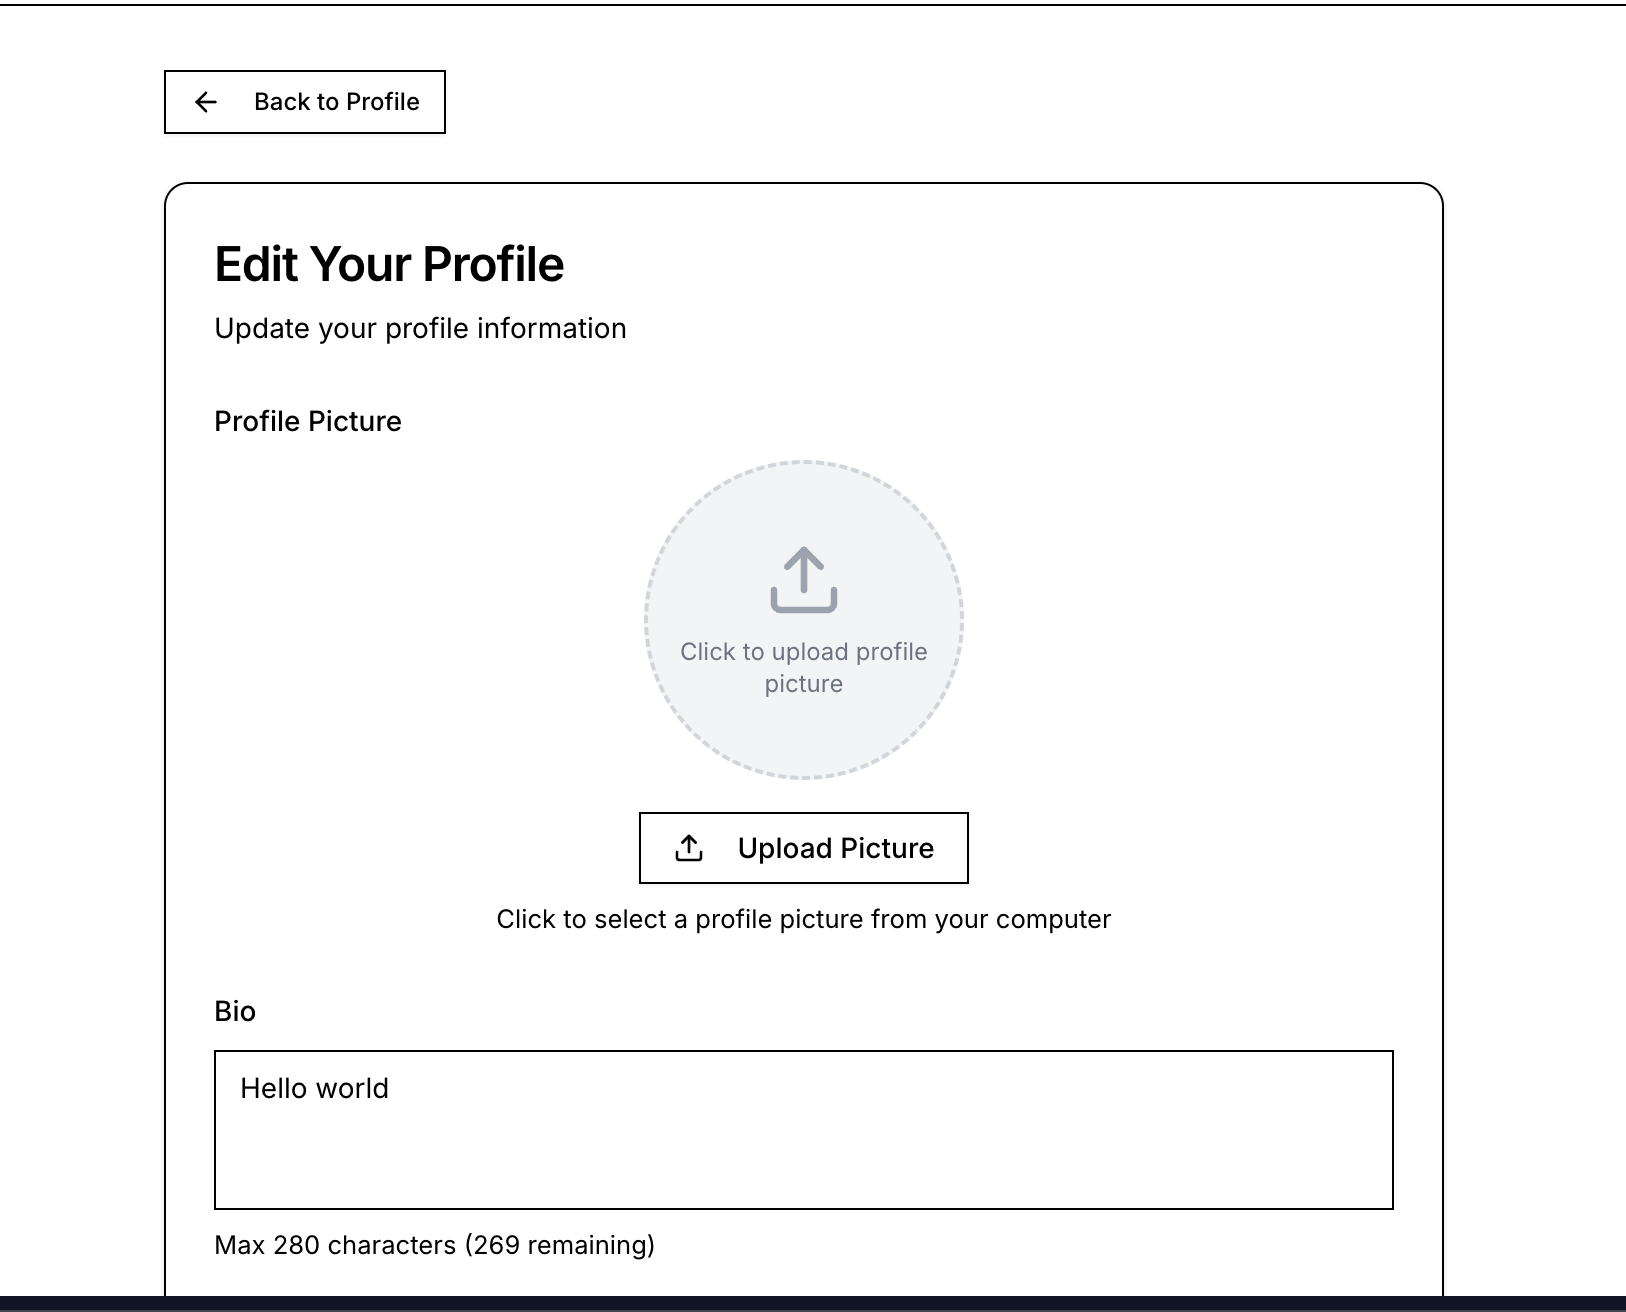 Back to Profile
Edit Your Profile
Update your profile information
Profile Picture
Click to upload profile
picture
Upload Picture
Click to select a profile picture from your computer
Bio
Hello world
Max 280 characters (269 remaining)